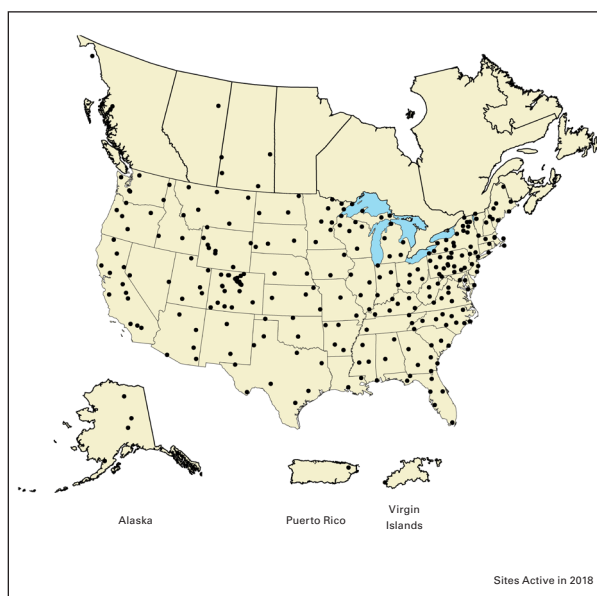 Alaska
Puerto Rico
Virgin
Islands
Sites Active in 2018